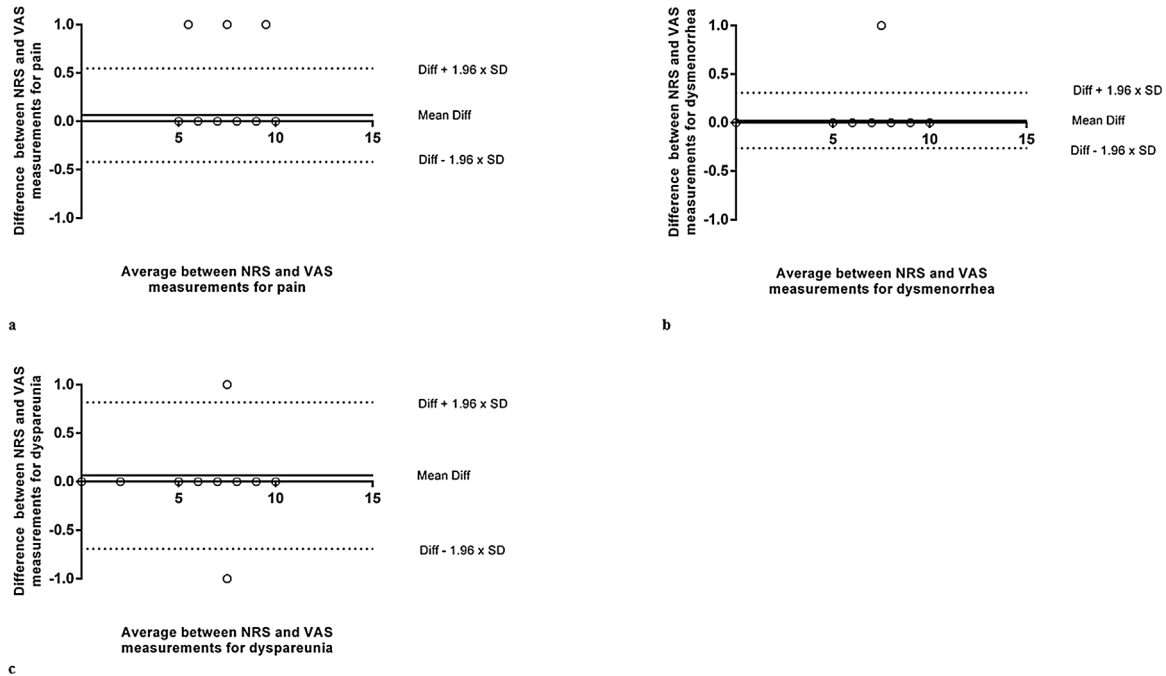 Difference between NRS and VAS
measurements for pain
1.0
0.5
0.0
-0.5
-1.0
5
10
15
Diff + 1.96 x SD
Mean Diff
Diff - 1.96 x SD
Average between NRS and VAS
measurements for pain
a
Difference between NRS and VAS
measurements for dysmenorrhea
1.0
0.5
0.0
-0.5
-1.0
5
10
15
Diff + 1.96 x SD
Mean Diff
Diff - 1.96 x SD
Average between NRS and VAS
measurements for dysmenorrhea
b
Difference between NRS and VAS
measurements for dyspareunia
1.0
0.5
0.0
-0.5
-1.0
5
10
15
Diff + 1.96 x SD
Mean Diff
Diff - 1.96 x SD
Average between NRS and VAS
measurements for dyspareunia
c